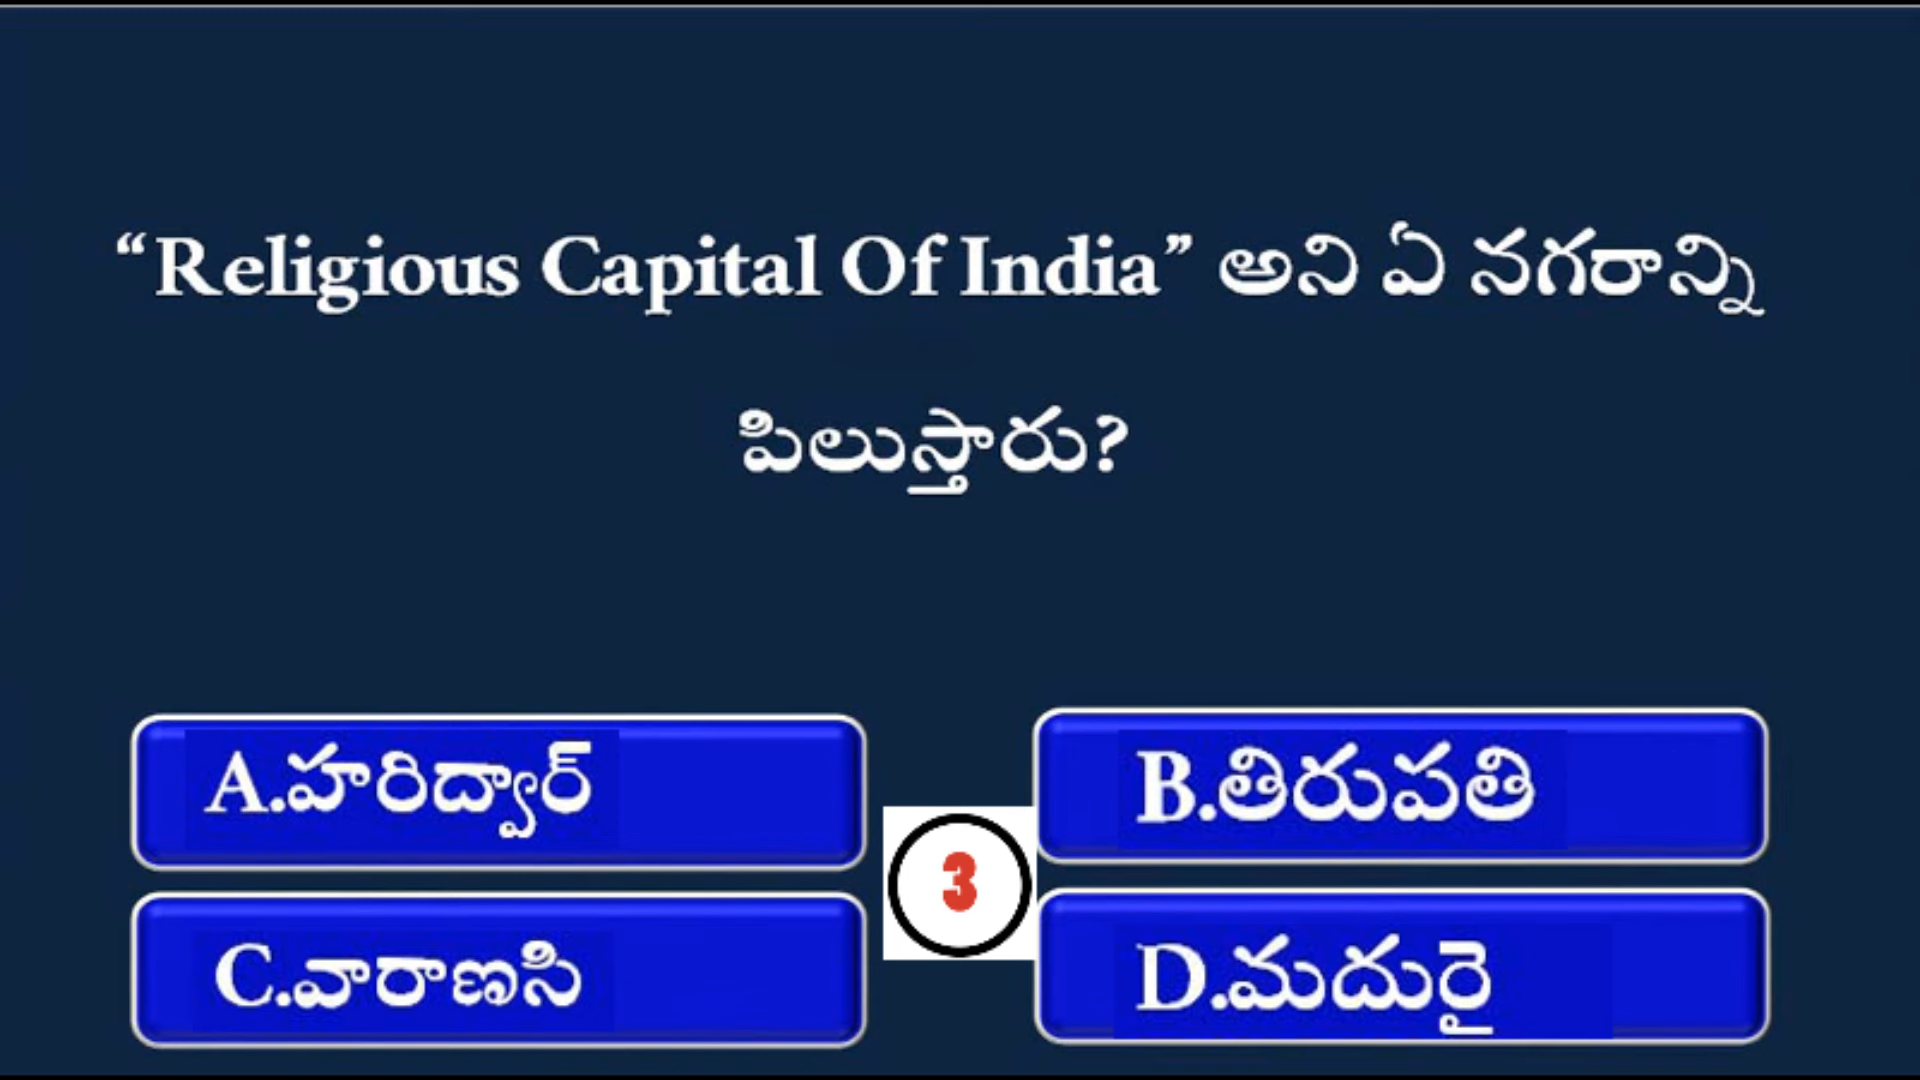 “Religious Capital Of India” అని ఏ నగరాన్ని
పిలుస్తారు?
A.హరిద్వార్
B.తిరుపతి
3
C.వారాణసి
D.మదురై